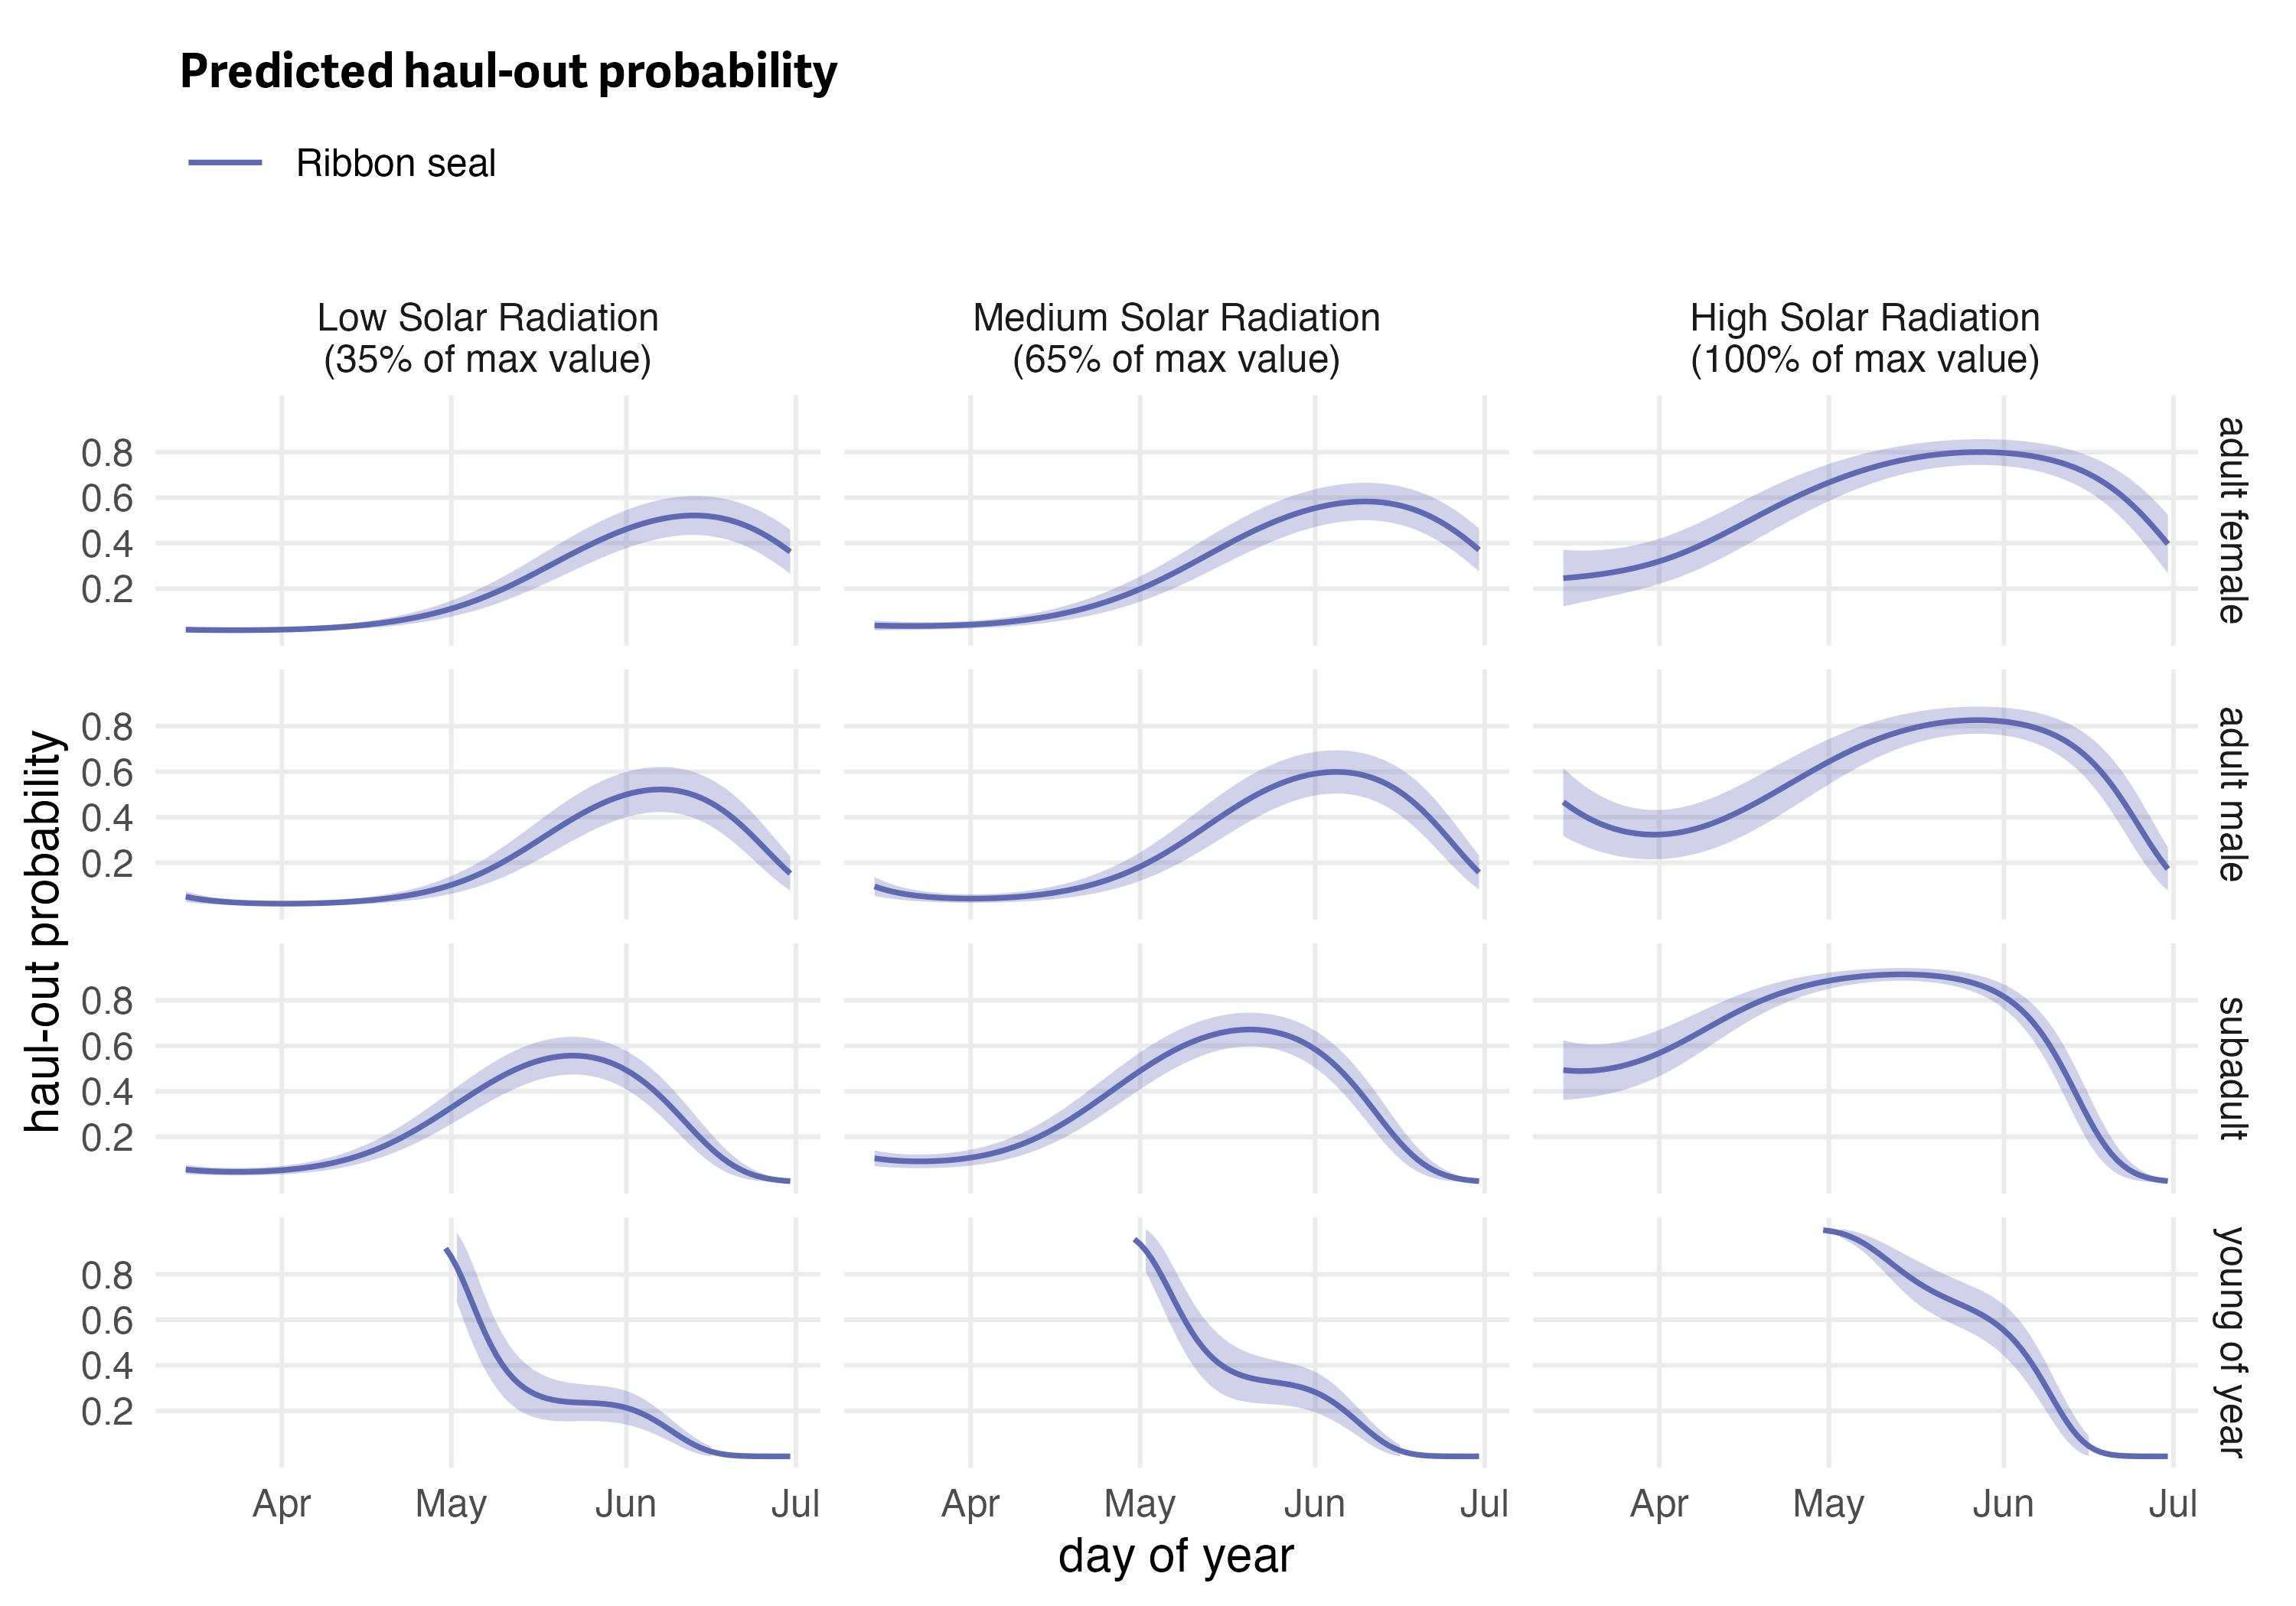 Predicted haul-out probability
Ribbon seal
Low Solar Radiation
(35% of max value)
Medium Solar Radiation
(65% of max value)
High Solar Radiation
(100% of max value)
haul-out probability
0.8
0.6
0.4
0.2
adult female
0.8
0.6
0.4
0.2
adult male
0.8
0.6
0.4
0.2
subadult
0.8
0.6
0.4
0.2
young of year
Apr May Jun Jul Apr May Jun Jul Apr May Jun Jul
day of year